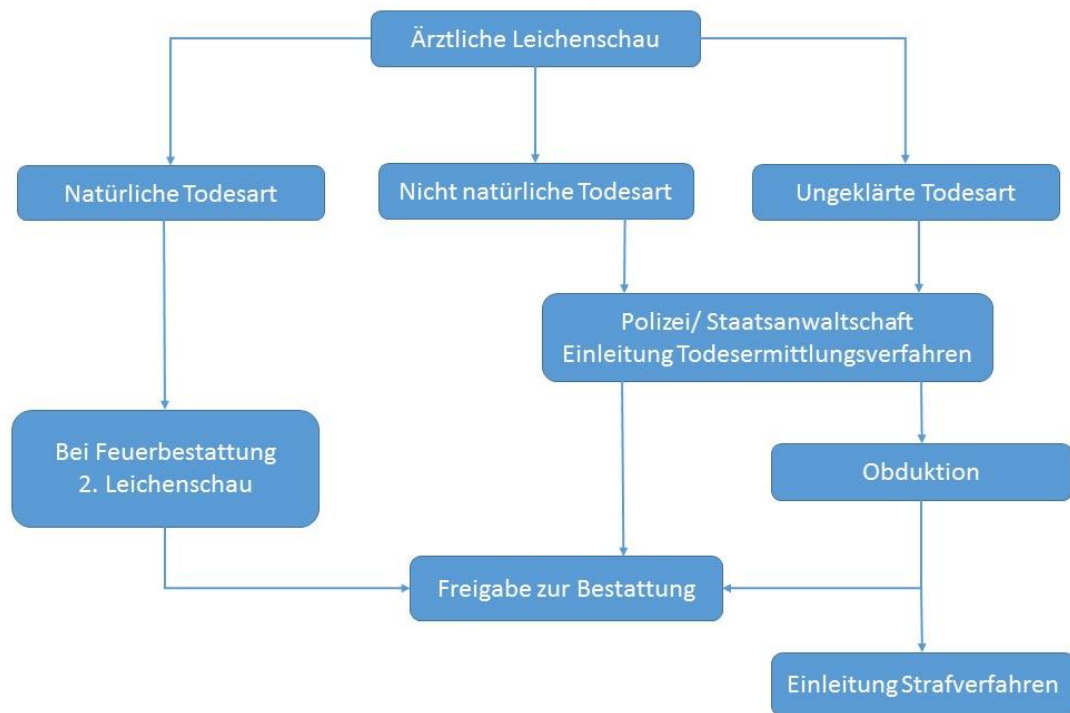 Ärztliche Leichenschau
Natürliche Todesart
Nicht natürliche Todesart
Ungeklärte Todesart
Polizei/ Staatsanwaltschaft
Einleitung Todesermittlungsverfahren
Bei Feuerbestattung
2. Leichenschau
Obduktion
Freigabe zur Bestattung
Einleitung Strafverfahren